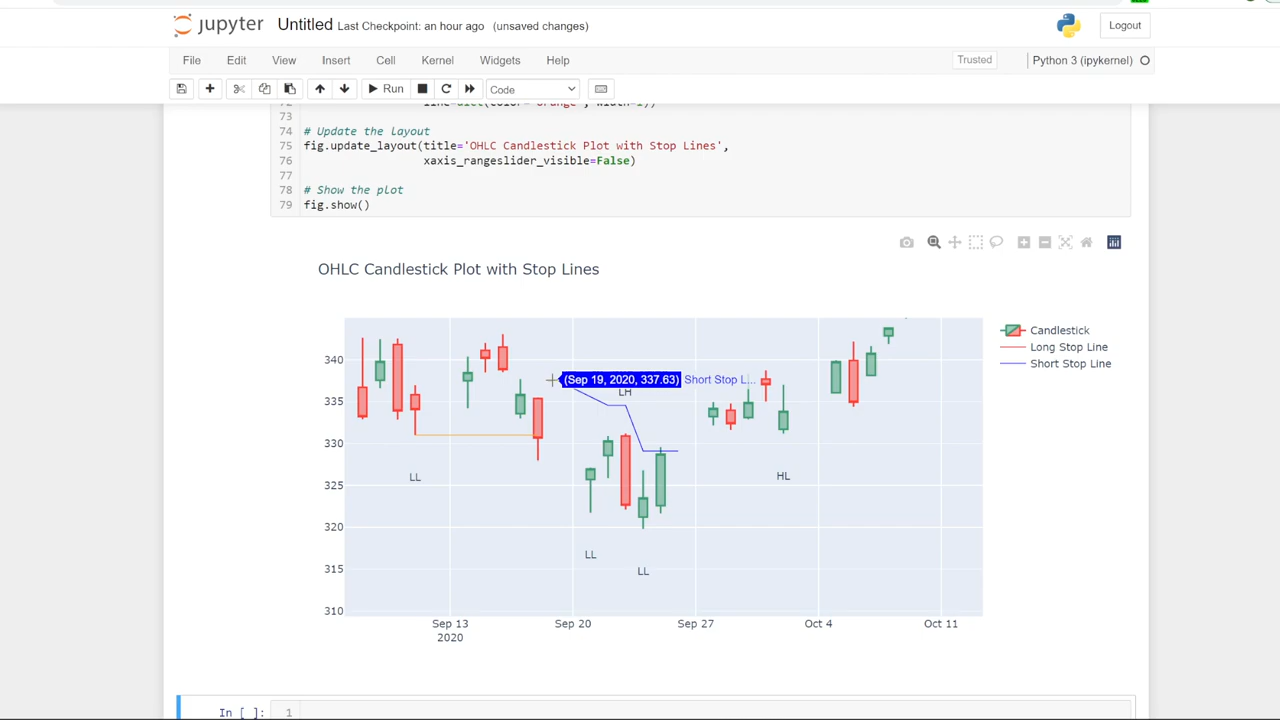 jupyter Untitled Last Checkpoint: an hour ago (unsaved changes) Logout
File Edit View Insert Cell Kernel Widgets Help Trusted Python 3 (ipykernel)
Run Code
72
73
74 # Update the layout
75 fig.update_layout(title='OHLC Candlestick Plot with Stop Lines',
76 xaxis_rangeslider_visible=False)
77
78 # Show the plot
79 fig.show()
OHLC Candlestick Plot with Stop Lines
Candlestick
Long Stop Line
Short Stop Line
340
335
330
325
320
315
310
(Sep 19, 2020, 337.63) Short Stop L...
LH
LL
HL
LL
LL
Sep 13
2020
Sep 20
Sep 27
Oct 4
Oct 11
In [ ]: 1